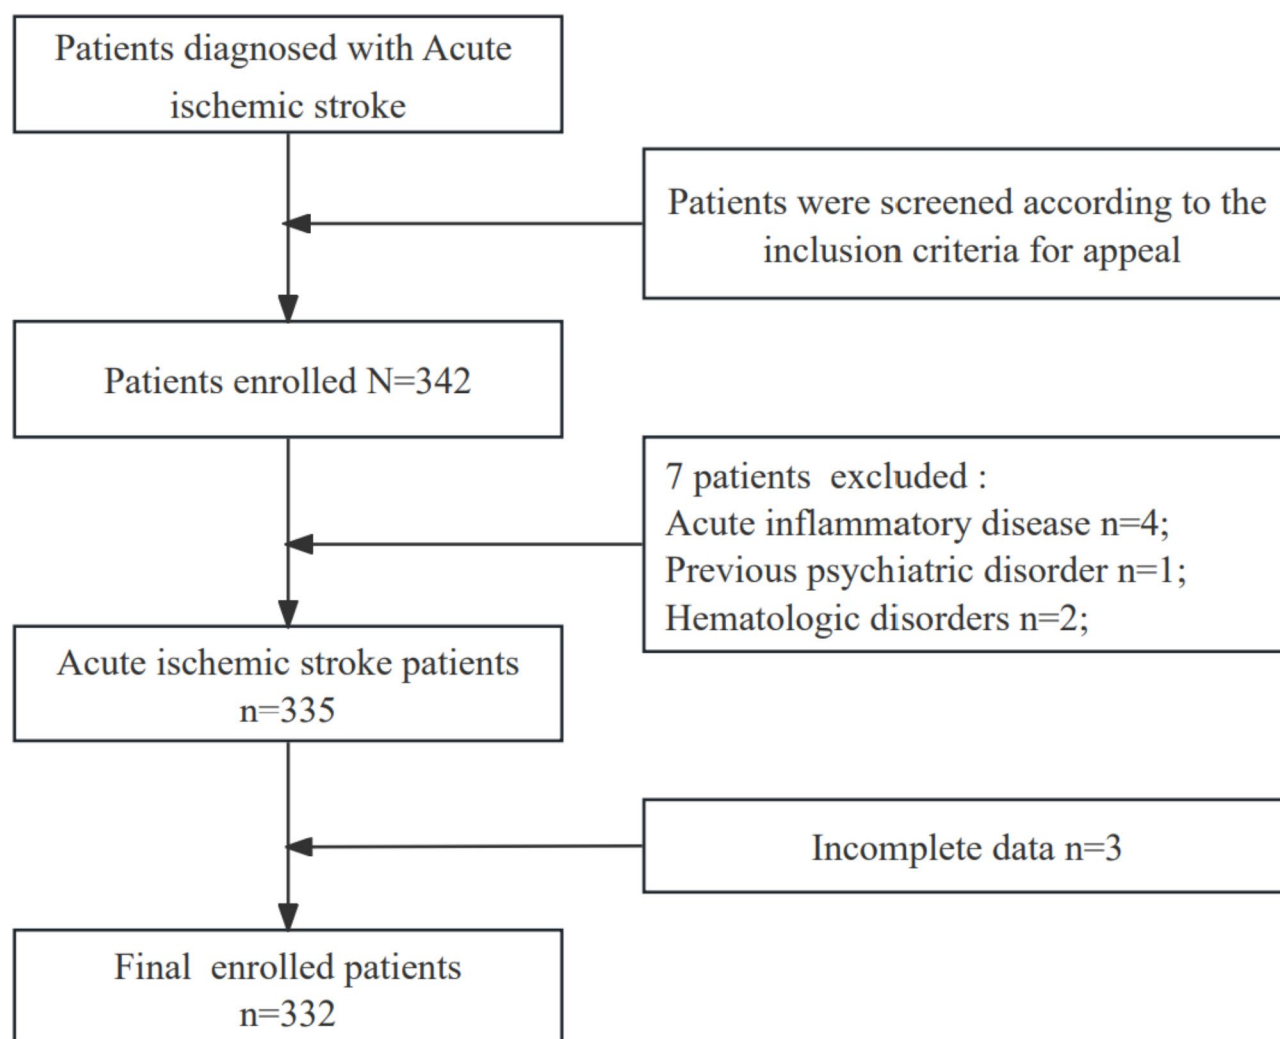 Patients diagnosed with Acute
ischemic stroke
Patients were screened according to the
inclusion criteria for appeal
Patients enrolled N=342
7 patients  excluded :
Acute inflammatory disease n=4;
Previous psychiatric disorder n=1;
Hematologic disorders n=2;
Acute ischemic stroke patients
n=335
Incomplete data n=3
Final  enrolled patients
n=332